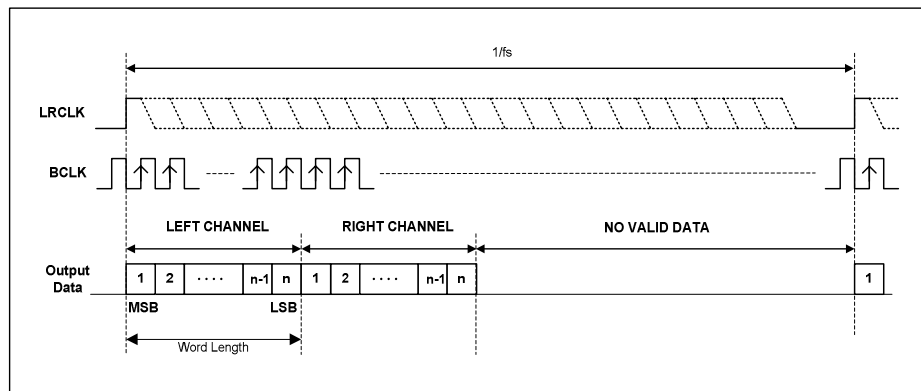 1/fs
LRCLK
BCLK
LEFT CHANNEL RIGHT CHANNEL NO VALID DATA
Output Data 1 2 .... n-1 n 1 2 .... n-1 n 1
MSB LSB
Word Length